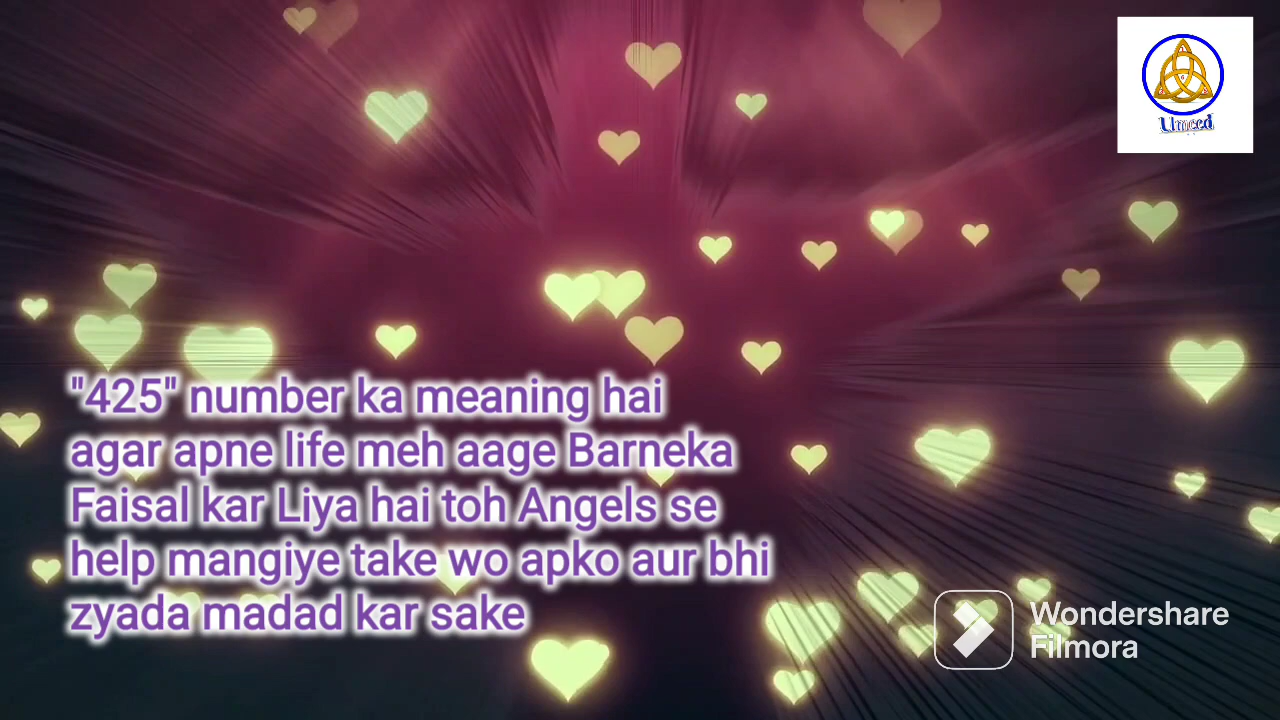 Umeed
"425" number ka meaning hai
agar apne life meh aage Barneka
Faisal kar Liya hai toh Angels se
help mangiye take wo apko aur bhi
zyada madad kar sake
Wondershare
Filmora